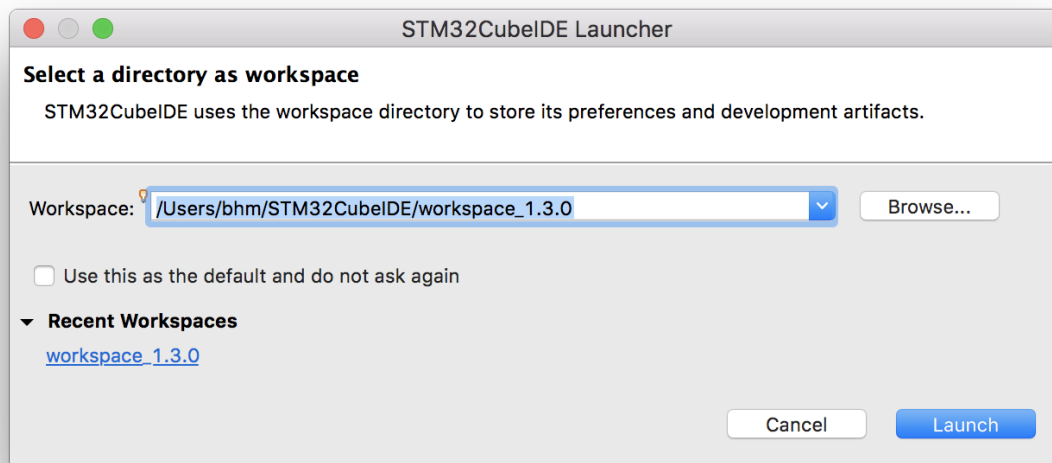 STM32CubeIDE Launcher
Select a directory as workspace
STM32CubeIDE uses the workspace directory to store its preferences and development artifacts.
Workspace: /Users/bhm/STM32CubeIDE/workspace_1.3.0 Browse...
Use this as the default and do not ask again
Recent Workspaces
workspace_1.3.0
Cancel Launch